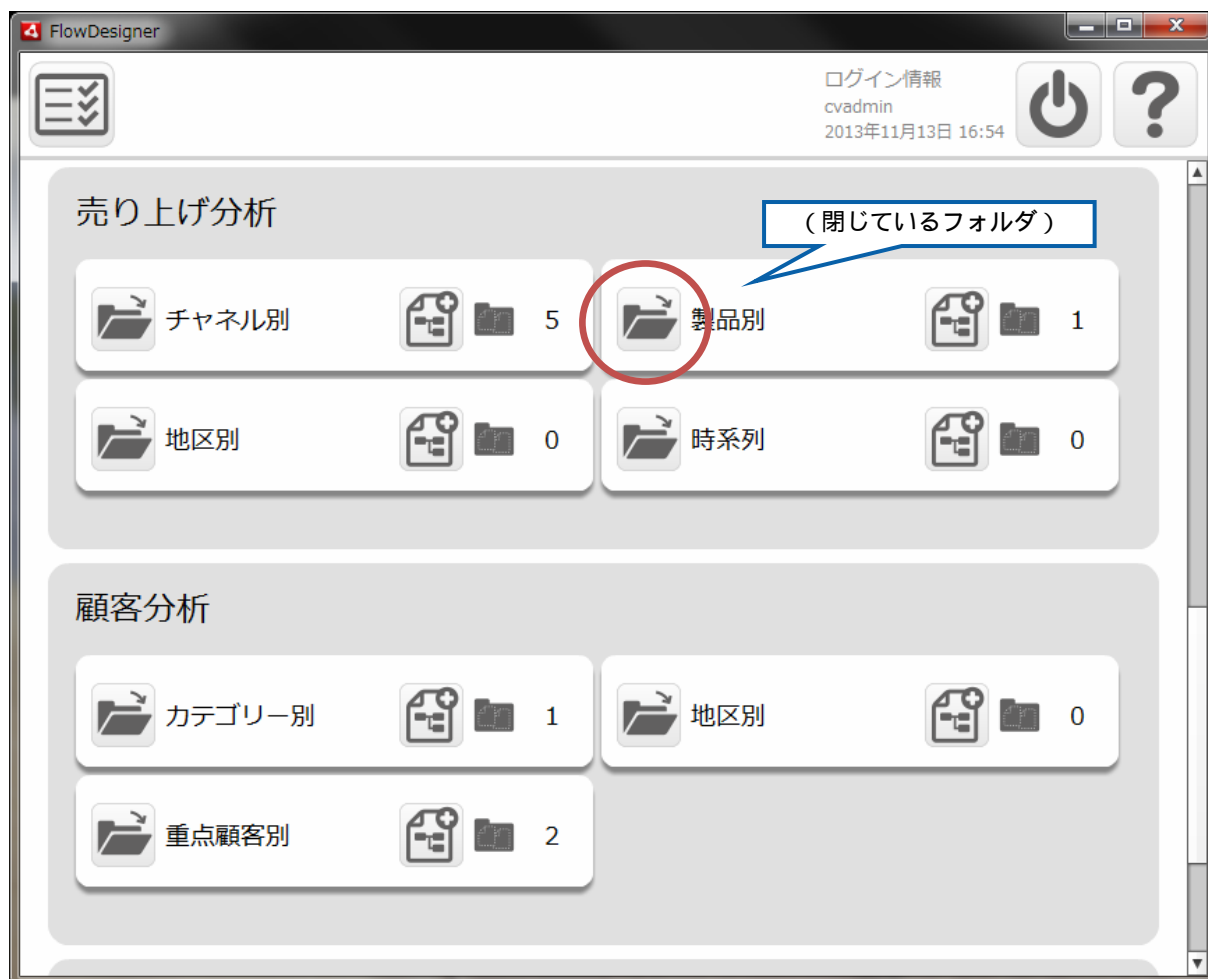 FlowDesigner
ログイン情報
cvadmin
2013年11月13日 16:54
売り上げ分析
(閉じているフォルダ)
チャネル別 5
製品別 1
地区別 0
時系列 0
顧客分析
カテゴリー別 1
地区別 0
重点顧客別 2